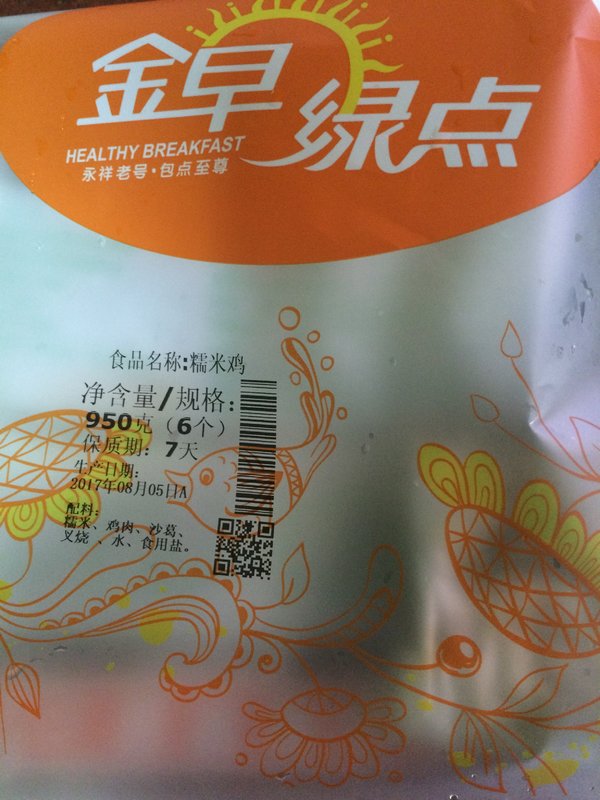 金早
绿点
HEALTHY BREAKFAST
永祥老号·包点至尊
食品名称:糯米鸡
净含量/规格:
950克（6个）
保质期: 7天
生产日期:
2017年08月05日A
配料:
糯米、鸡肉、沙葛、
叉烧 、水、食用盐。